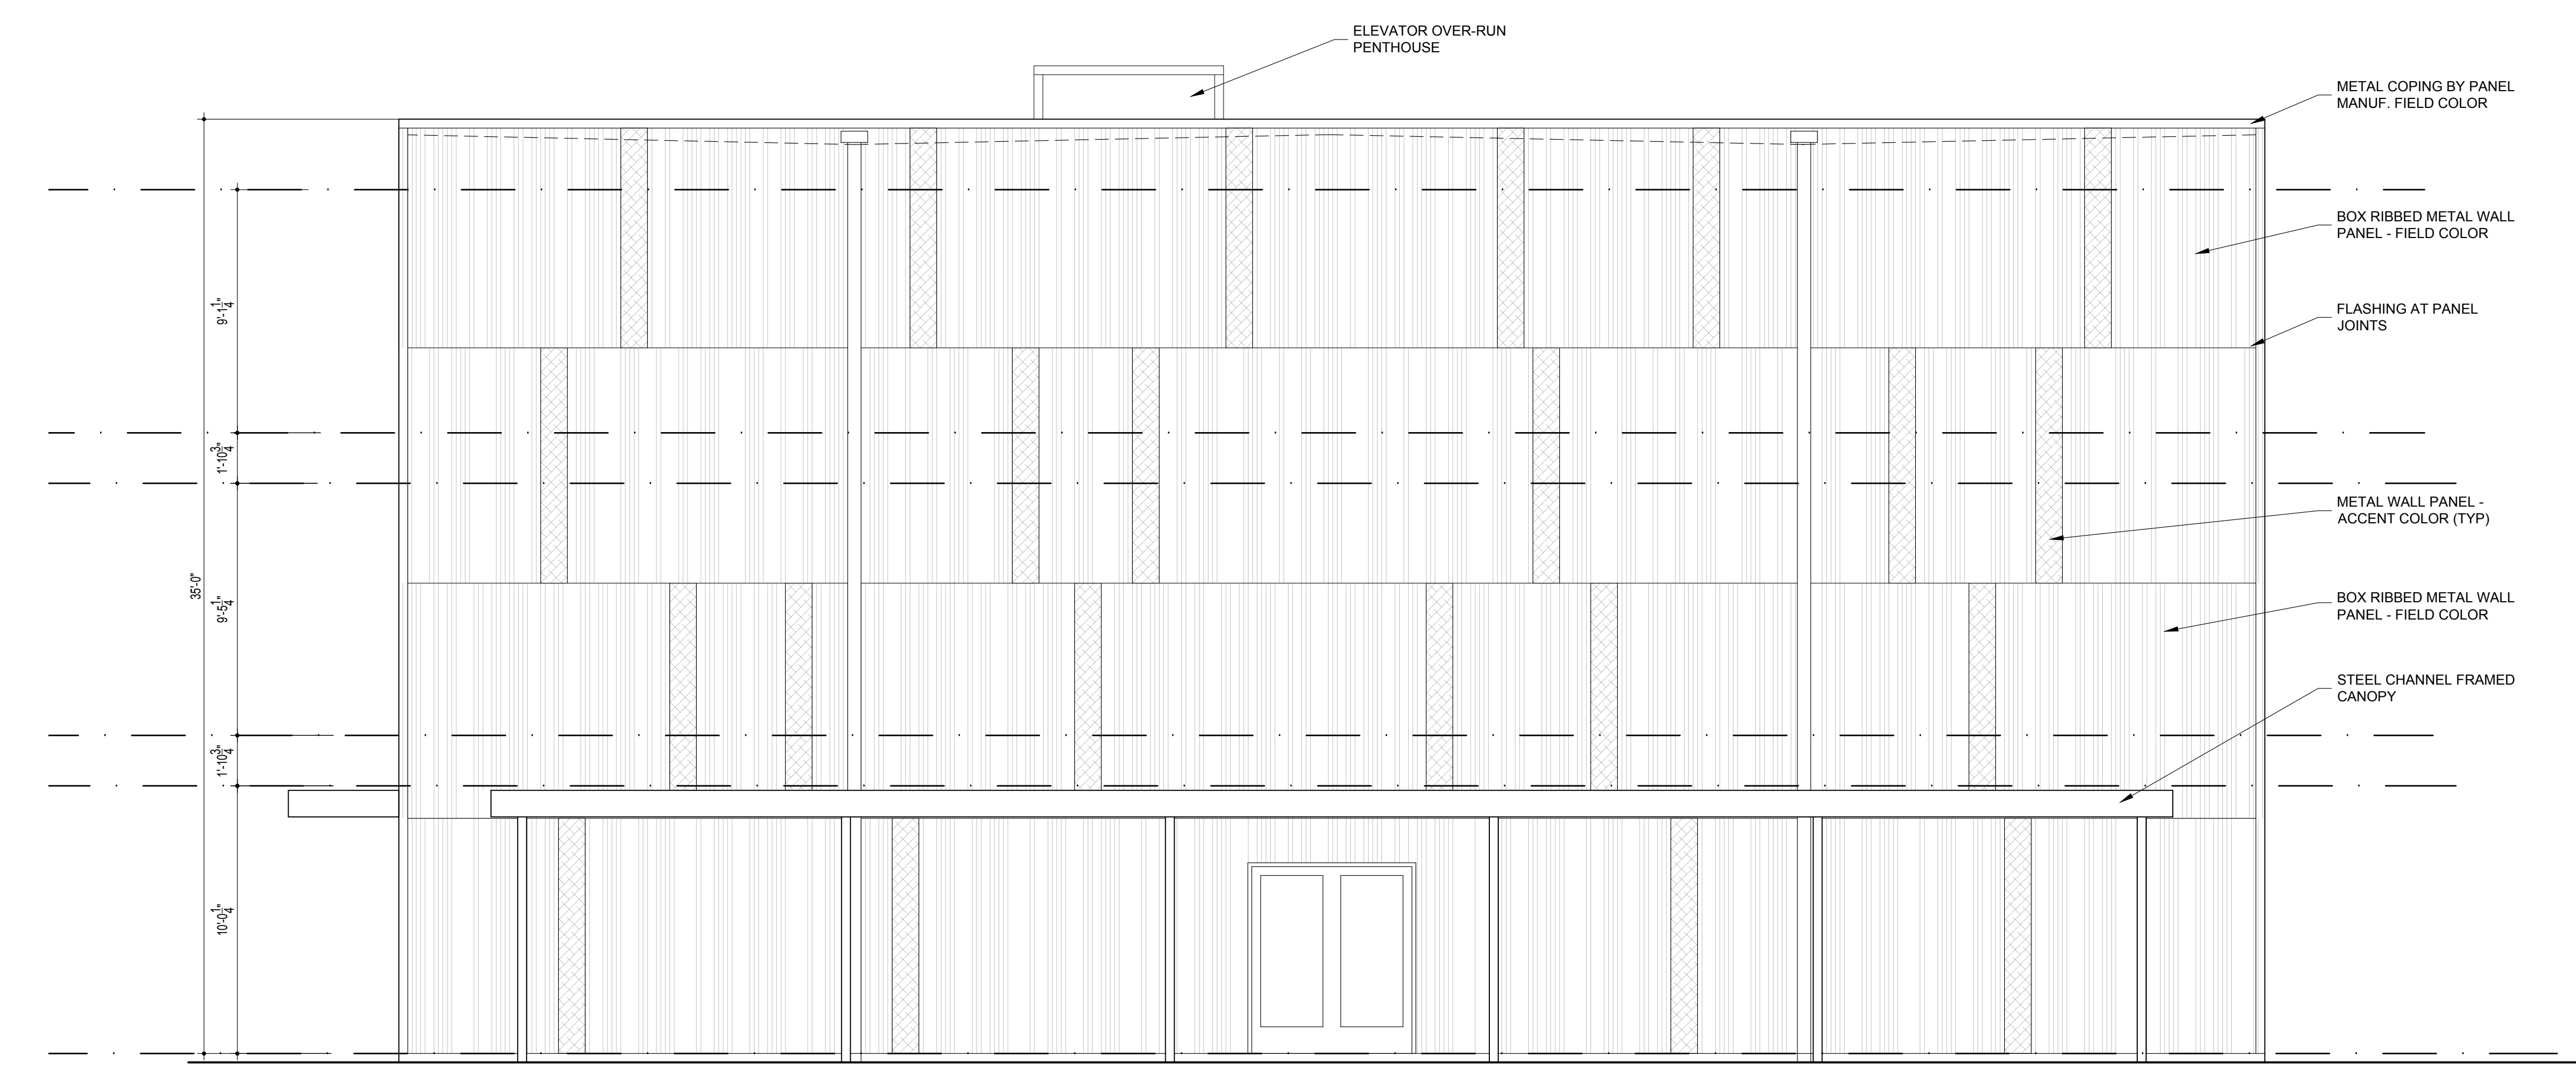 ELEVATOR OVER-RUN
PENTHOUSE
METAL COPING BY PANEL
MANUF. FIELD COLOR
BOX RIBBED METAL WALL
PANEL - FIELD COLOR
FLASHING AT PANEL
JOINTS
METAL WALL PANEL -
ACCENT COLOR (TYP)
BOX RIBBED METAL WALL
PANEL - FIELD COLOR
STEEL CHANNEL FRAMED
CANOPY
35'-0"
9'-1 1/4"
1'-10 3/4"
9'-5 1/4"
1'-10 3/4"
10'-0 1/4"